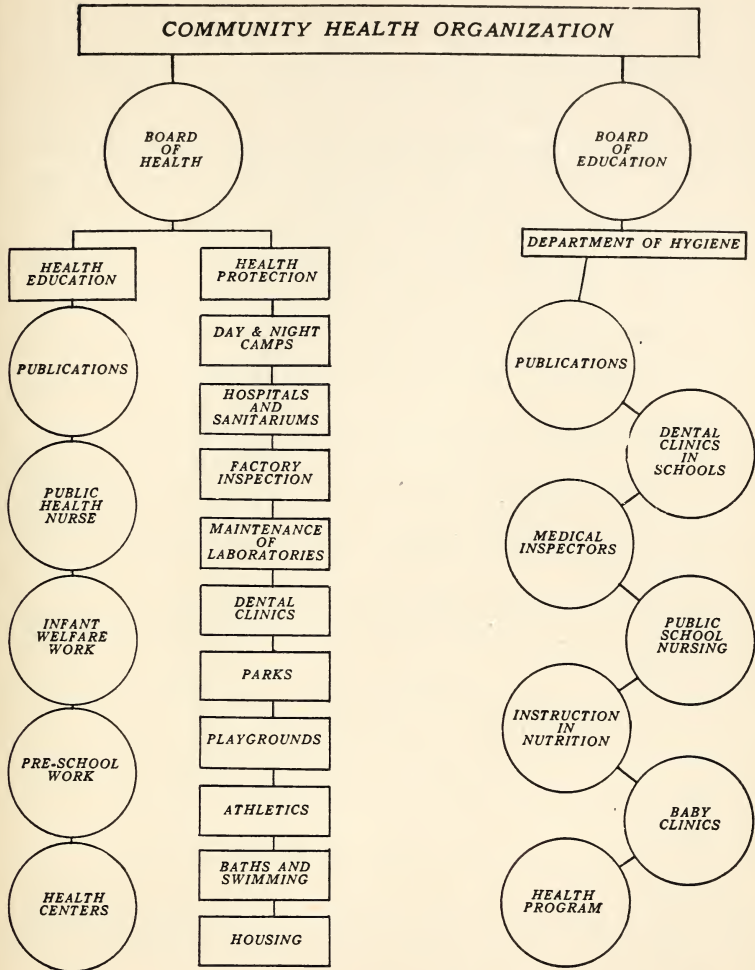 COMMUNITY HEALTH ORGANIZATION
BOARD
OF
HEALTH
HEALTH
EDUCATION
PUBLICATIONS
PUBLIC
HEALTH
NURSE
INFANT
WELFARE
WORK
PRE-SCHOOL
WORK
HEALTH
CENTERS
HEALTH
PROTECTION
DAY & NIGHT
CAMPS
HOSPITALS
AND
SANITARIUMS
FACTORY
INSPECTION
MAINTENANCE
OF
LABORATORIES
DENTAL
CLINICS
PARKS
PLAYGROUNDS
ATHLETICS
BATHS AND
SWIMMING
HOUSING
BOARD
OF
EDUCATION
DEPARTMENT OF HYGIENE
PUBLICATIONS
DENTAL
CLINICS
IN
SCHOOLS
MEDICAL
INSPECTORS
PUBLIC
SCHOOL
NURSING
INSTRUCTION
IN
NUTRITION
BABY
CLINICS
HEALTH
PROGRAM